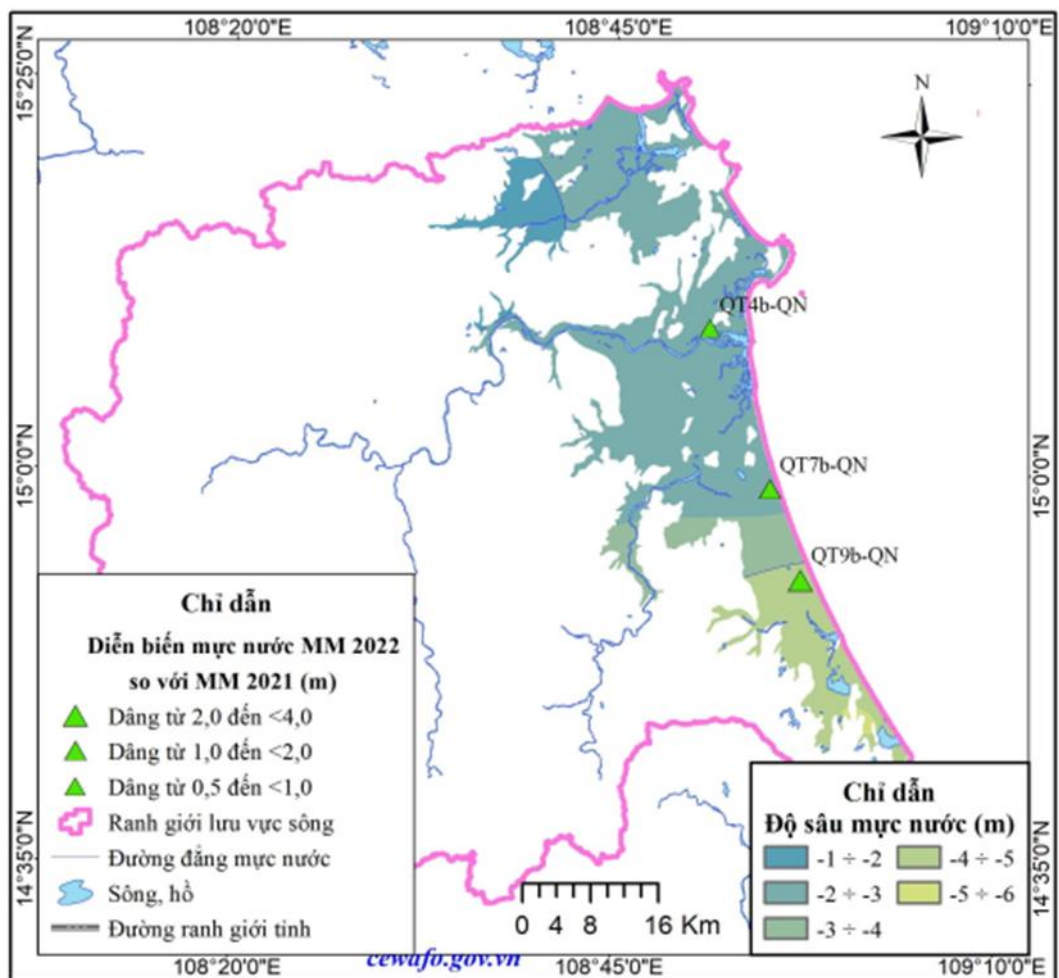 108°20'0"E 108°45'0"E 109°10'0"E
15°25'0"N
N
QT4b-QN
15°0'0"N 15°0'0"N
QT7b-QN
QT9b-QN
Chỉ dẫn
Diễn biến mực nước MM 2022
so với MM 2021 (m)
Dâng từ 2,0 đến <4,0
Dâng từ 1,0 đến <2,0
Dâng từ 0,5 đến <1,0
Ranh giới lưu vực sông
Đường đẳng mực nước
Sông, hồ
Đường ranh giới tỉnh
14°35'0"N
0 4 8 16 Km
Chỉ dẫn
Độ sâu mực nước (m)
-1 ÷ -2 -4 ÷ -5
-2 ÷ -3 -5 ÷ -6
-3 ÷ -4
14°35'0"N
cewafo.gov.vn
108°20'0"E 108°45'0"E 109°10'0"E